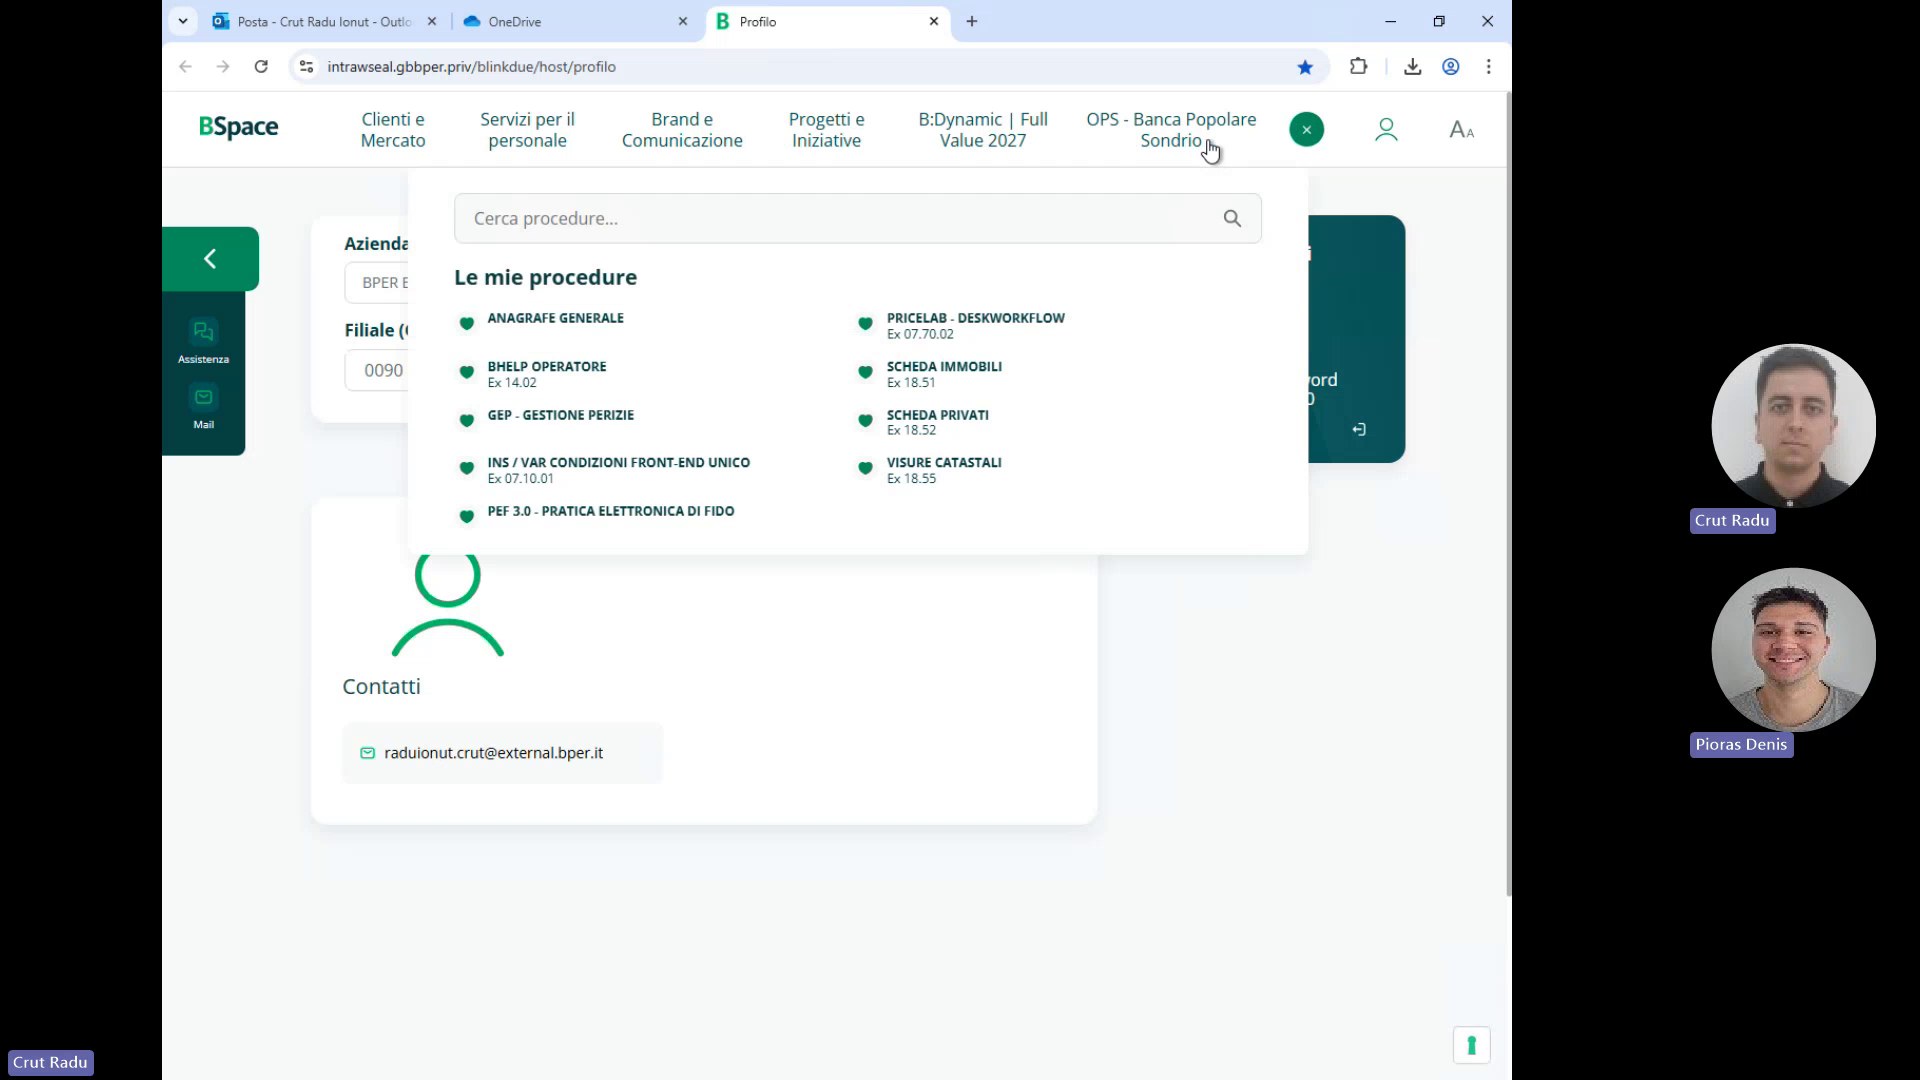 Posta - Crut Radu Ionut - Outlo
OneDrive
Profilo
intrawseal.gbbper.priv/blinkdue/host/profilo
BSpace
Clienti e
Mercato
Servizi per il
personale
Brand e
Comunicazione
Progetti e
Iniziative
B:Dynamic | Full
Value 2027
OPS - Banca Popolare
Sondrio
AA
Cerca procedure...
Le mie procedure
ANAGRAFE GENERALE
BHELP OPERATORE
Ex 14.02
GEP - GESTIONE PERIZIE
INS / VAR CONDIZIONI FRONT-END UNICO
Ex 07.10.01
PEF 3.0 - PRATICA ELETTRONICA DI FIDO
PRICELAB - DESKWORKFLOW
Ex 07.70.02
SCHEDA IMMOBILI
Ex 18.51
SCHEDA PRIVATI
Ex 18.52
VISURE CATASTALI
Ex 18.55
Azienda
BPER
Filiale
0090
Assistenza
Mail
Contatti
raduionut.crut@external.bper.it
Crut Radu
Pioras Denis
Crut Radu